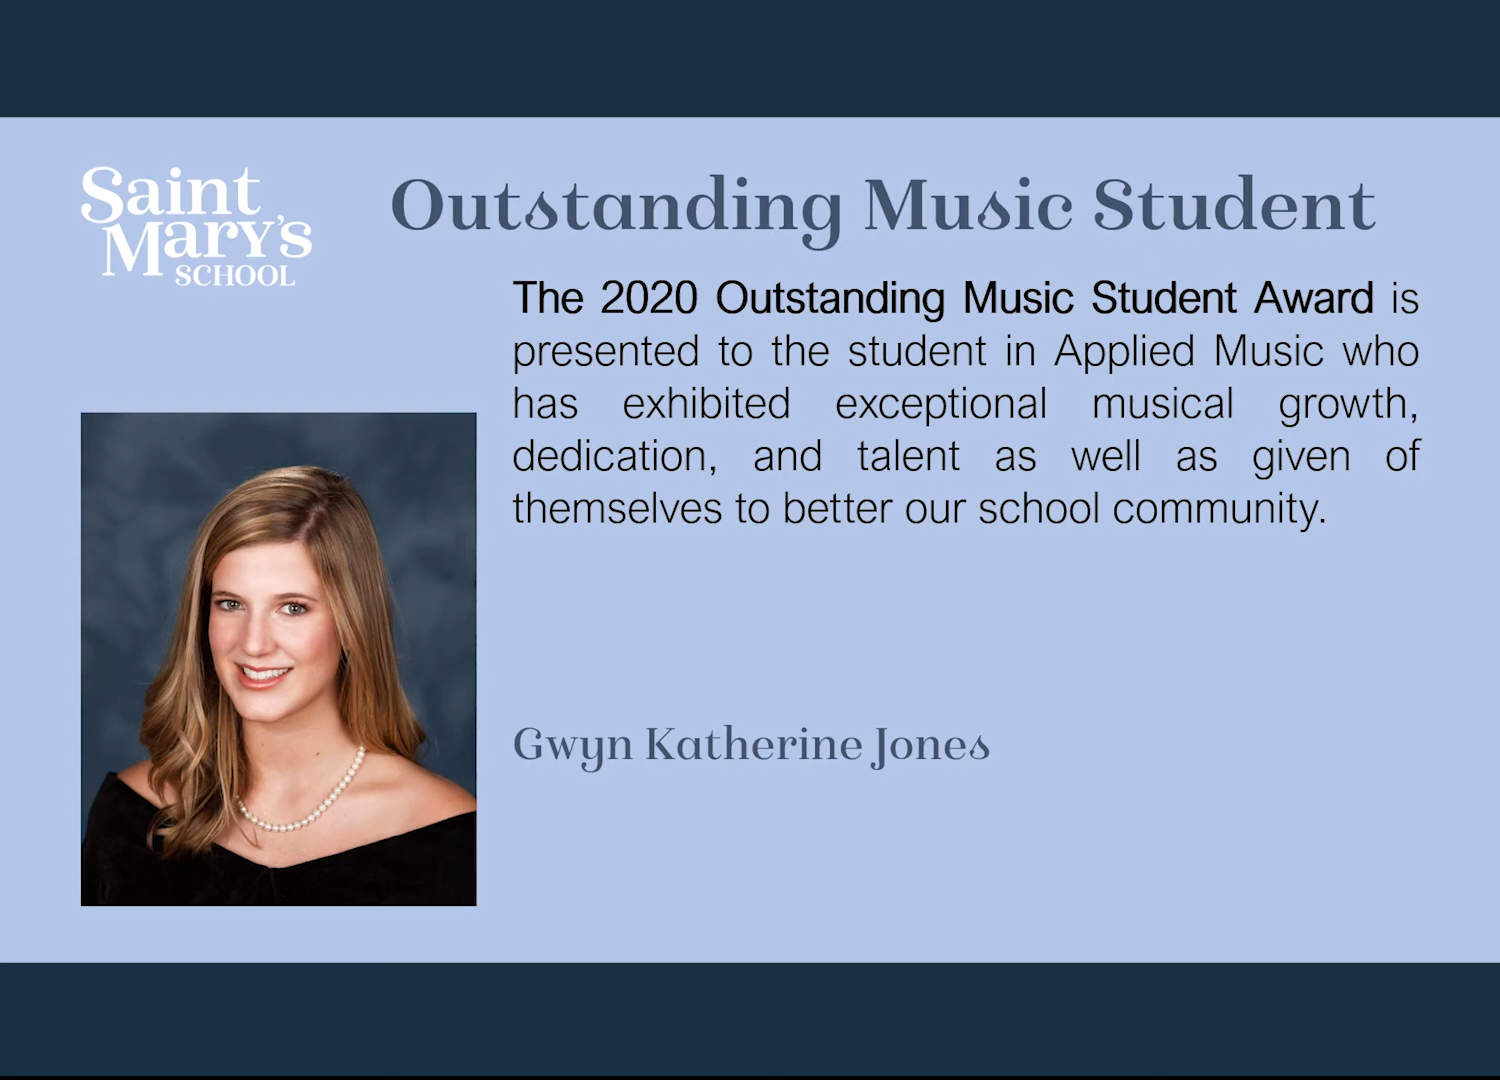 Saint
Mary's
SCHOOL
Outstanding Music Student
The 2020 Outstanding Music Student Award is
presented to the student in Applied Music who
has exhibited exceptional musical growth,
dedication, and talent as well as given of
themselves to better our school community.
Gwyn Katherine Jones